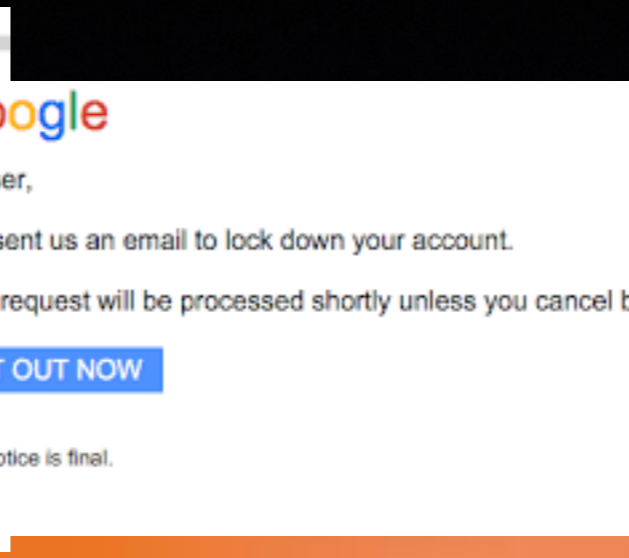 ogle
er,
sent us an email to lock down your account.
request will be processed shortly unless you cancel b
T OUT NOW
otice is final.